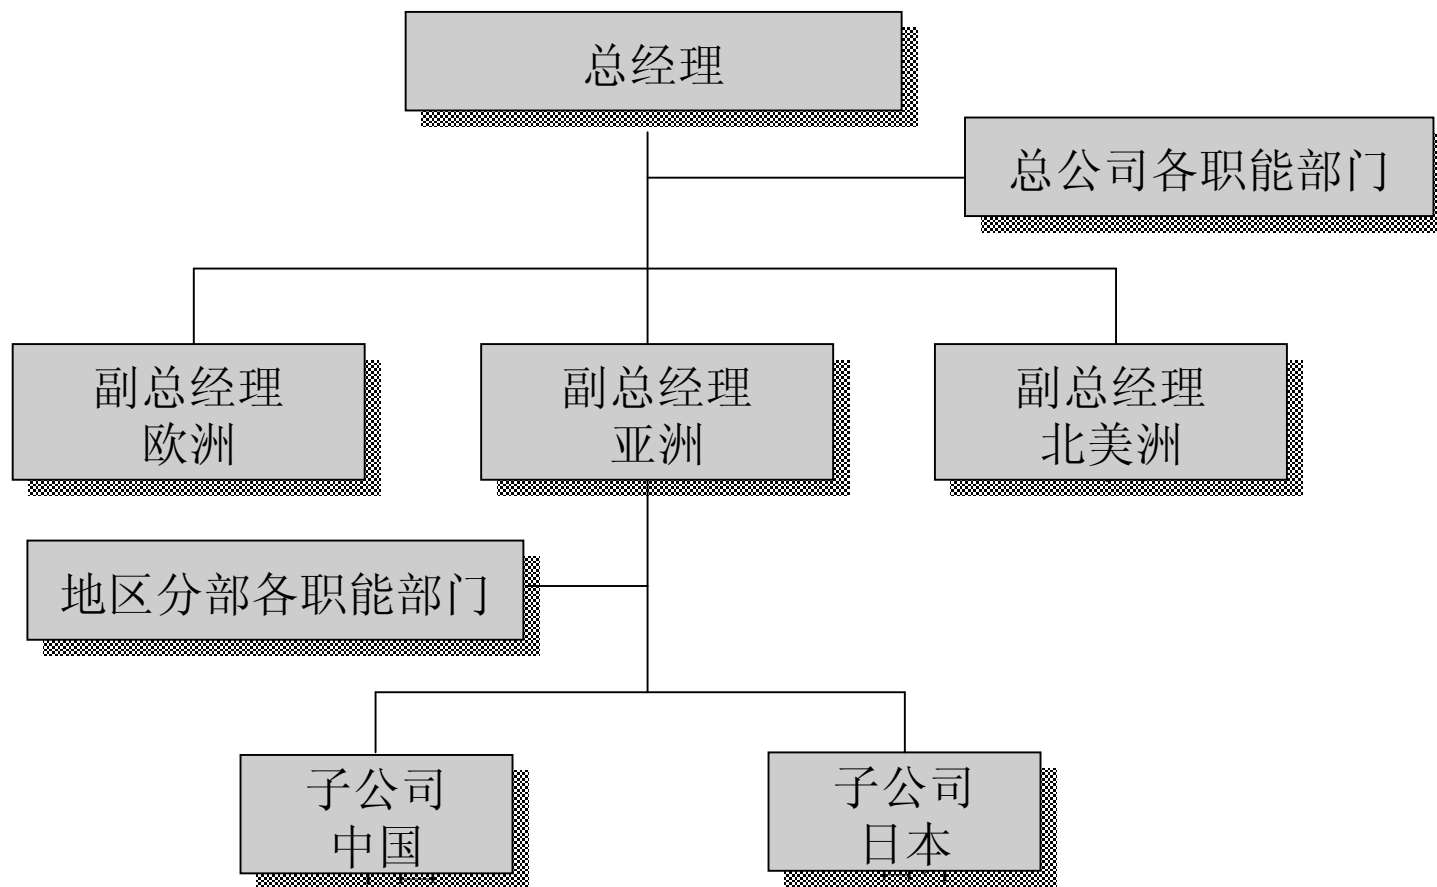 总经理
总公司各职能部门
副总经理
欧洲
副总经理
亚洲
副总经理
北美洲
地区分部各职能部门
子公司
中国
子公司
日本